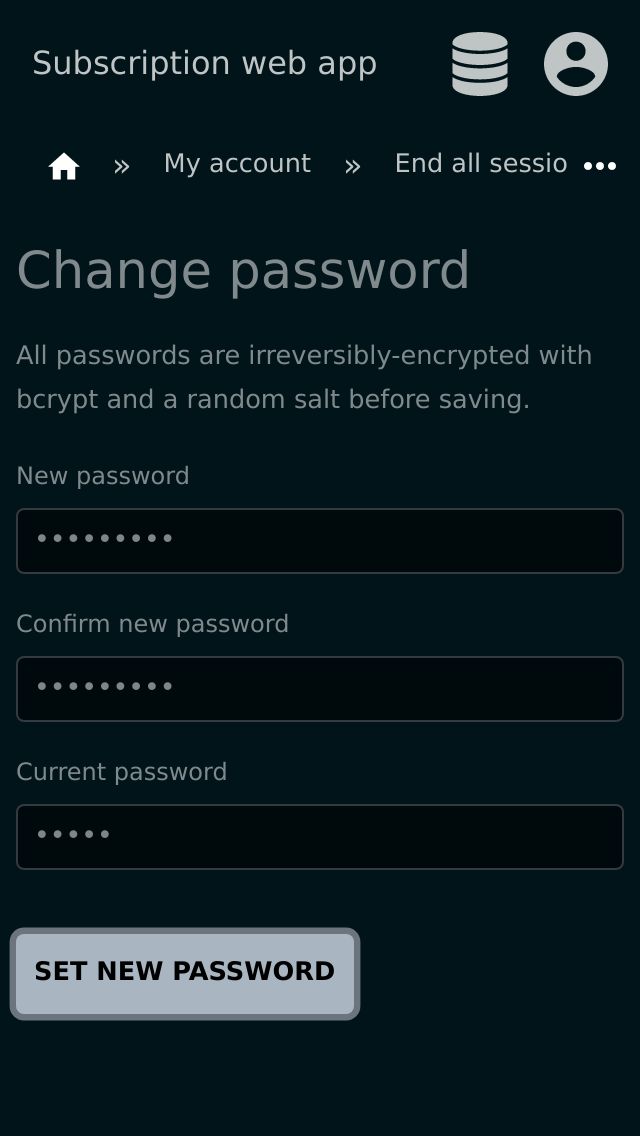 Subscription web app
» My account » End all sessio •••
Change password
All passwords are irreversibly-encrypted with
bcrypt and a random salt before saving.
New password
•••••••••
Confirm new password
•••••••••
Current password
•••••
SET NEW PASSWORD